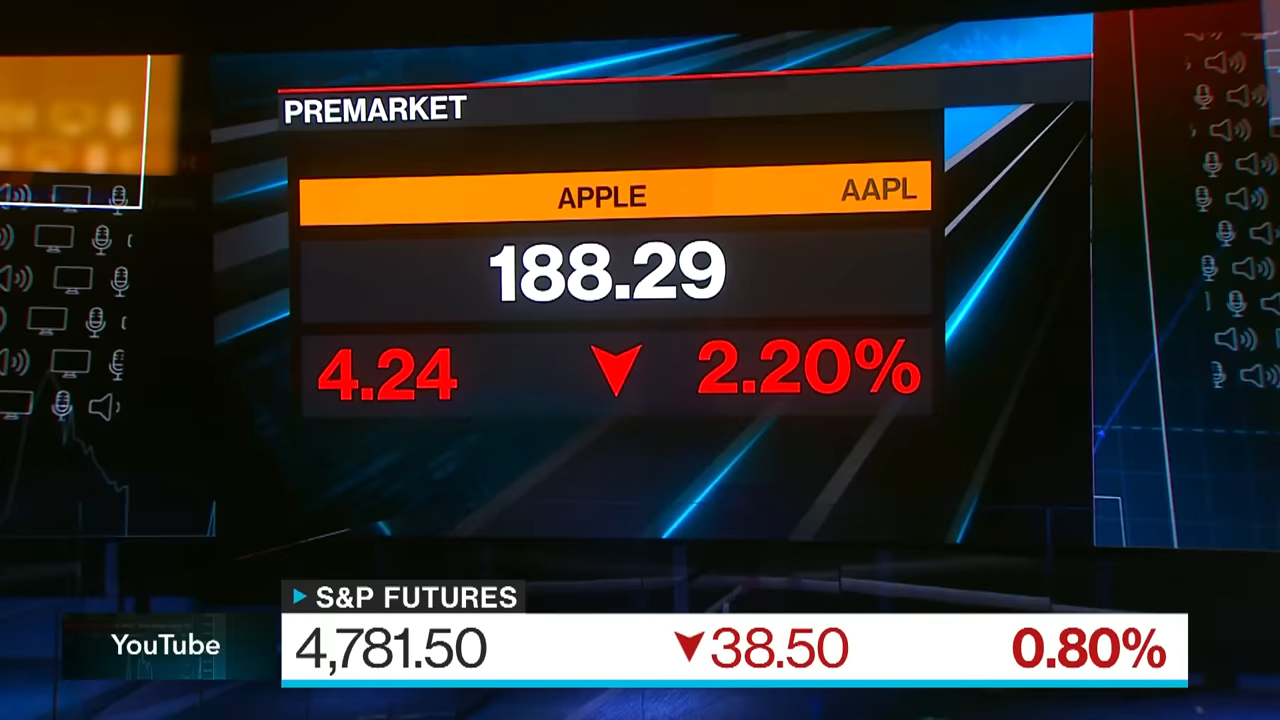 PREMARKET
APPLE AAPL
188.29
4.24 2.20%
S&P FUTURES
YouTube
4,781.50 38.50 0.80%